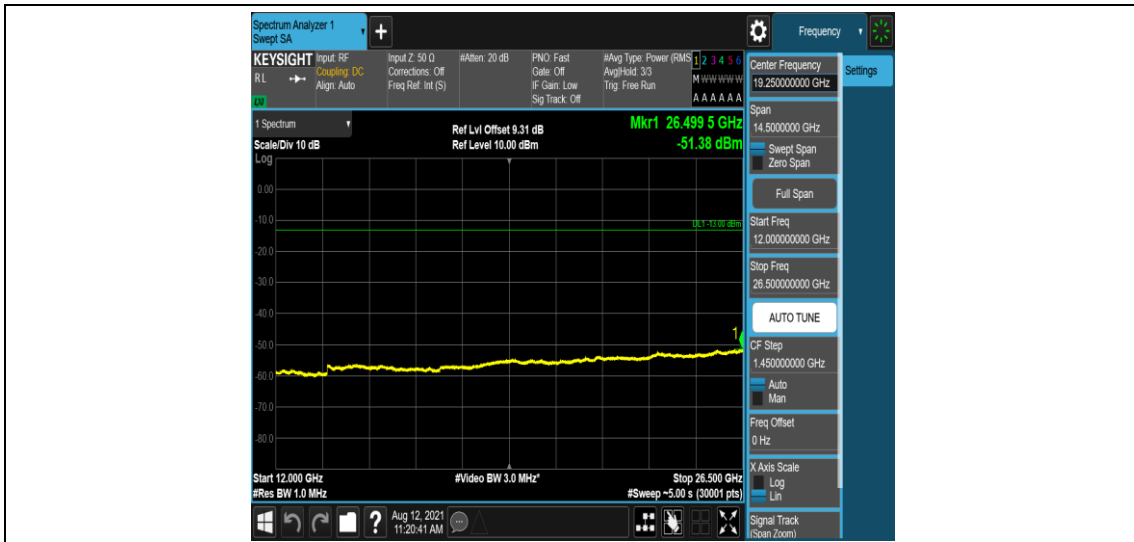 Spectrum Analyzer 1
Swept SA
+
Frequency
KEYSIGHT
RL
LM
Input: RF
Coupling: DC
Align: Auto
Input Z: 50 Ω
Corrections: Off
Freq Ref: Int (S)
#Atten: 20 dB
PNO: Fast
Gate: Off
IF Gain: Low
Sig Track: Off
#Avg Type: Power (RMS
Avg|Hold: 3/3
Trig: Free Run
1 2 3 4 5 6
M W W W W W
A A A A A A
1 Spectrum
Scale/Div 10 dB
Ref Lvl Offset 9.31 dB
Ref Level 10.00 dBm
Mkr1 26.499 5 GHz
-51.38 dBm
Log
0.00
-10.0
DL1 -13.00 dBm
-20.0
-30.0
-40.0
1
-50.0
-60.0
-70.0
-80.0
Start 12.000 GHz
#Res BW 1.0 MHz
#Video BW 3.0 MHz*
Stop 26.500 GHz
#Sweep ~5.00 s (30001 pts)
?
Aug 12, 2021
11:20:41 AM
Center Frequency
19.250000000 GHz
Settings
Span
14.5000000 GHz
Swept Span
Zero Span
Full Span
Start Freq
12.000000000 GHz
Stop Freq
26.500000000 GHz
AUTO TUNE
CF Step
1.450000000 GHz
Auto
Man
Freq Offset
0 Hz
X Axis Scale
Log
Lin
Signal Track
(Span Zoom)